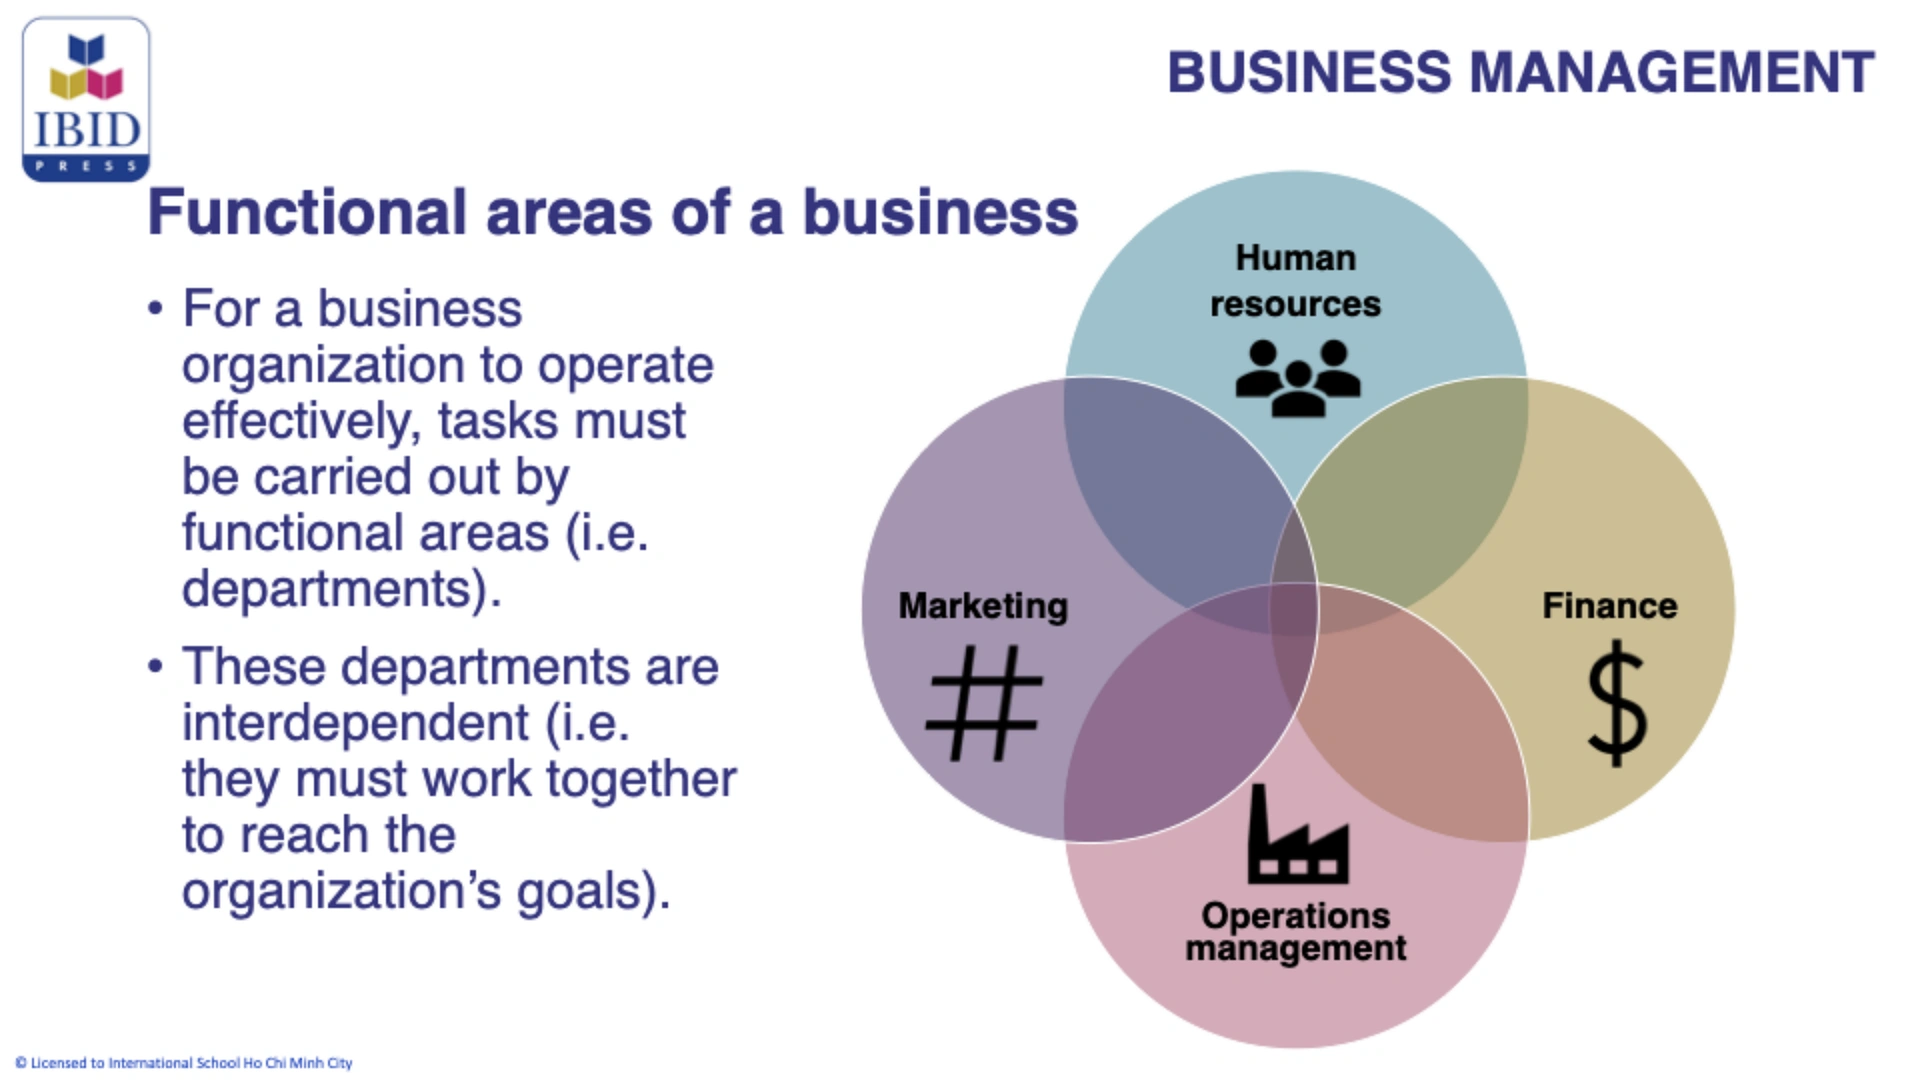 IBID
PRESS
BUSINESS MANAGEMENT
Functional areas of a business
• For a business
organization to operate
effectively, tasks must
be carried out by
functional areas (i.e.
departments).
• These departments are
interdependent (i.e.
they must work together
to reach the
organization’s goals).
Human
resources
Marketing
#
Finance
$
Operations
management
© Licensed to International School Ho Chi Minh City